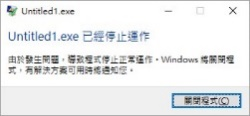 Untitled1.exe
Untitled1.exe 已經停止運作
由於發生問題，導致程式停止正常運作。Windows 將關閉程
式，有解決方案可用時將通知您。
關閉程式(C)